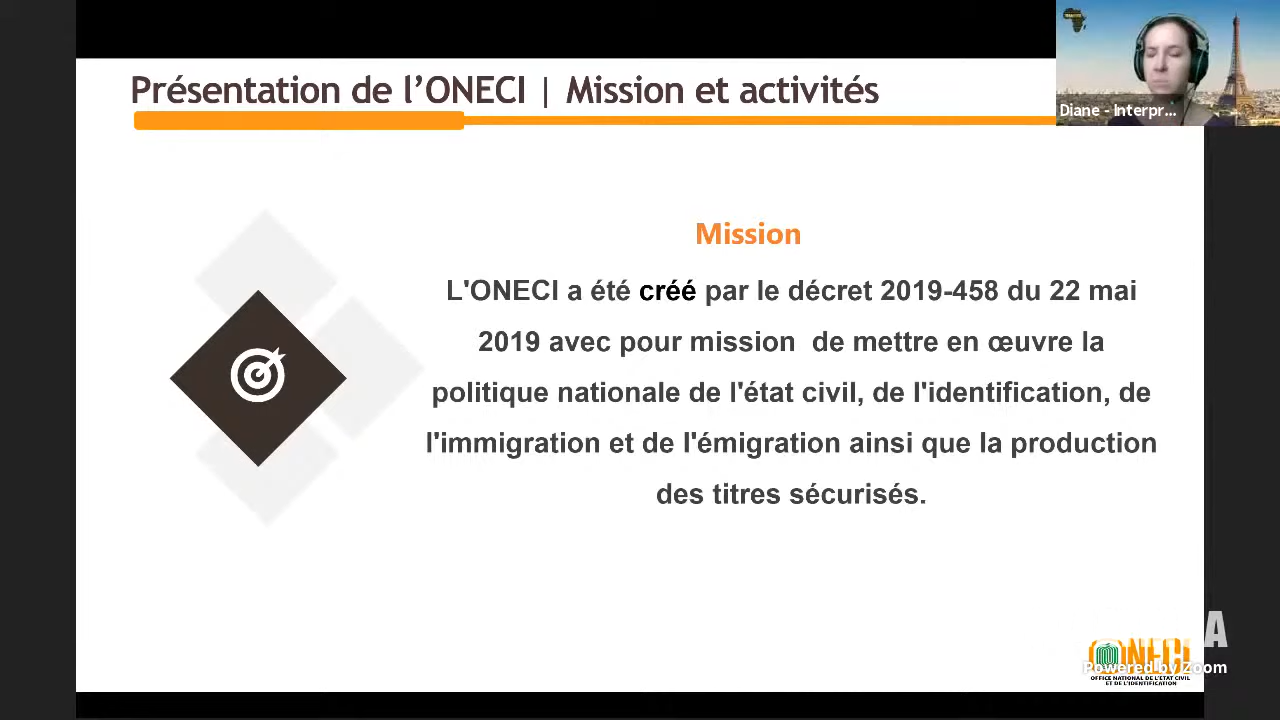 Présentation de l'ONECI | Mission et activités
Diane - Interpr...
Mission
L'ONECI a été créé par le décret 2019-458 du 22 mai
2019 avec pour mission de mettre en œuvre la
politique nationale de l'état civil, de l'identification, de
l'immigration et de l'émigration ainsi que la production
des titres sécurisés.
A
ONECI
Powered by Zoom
OFFICE NATIONAL DE L'ETAT CIVIL
ET DE L'IDENTIFICATION